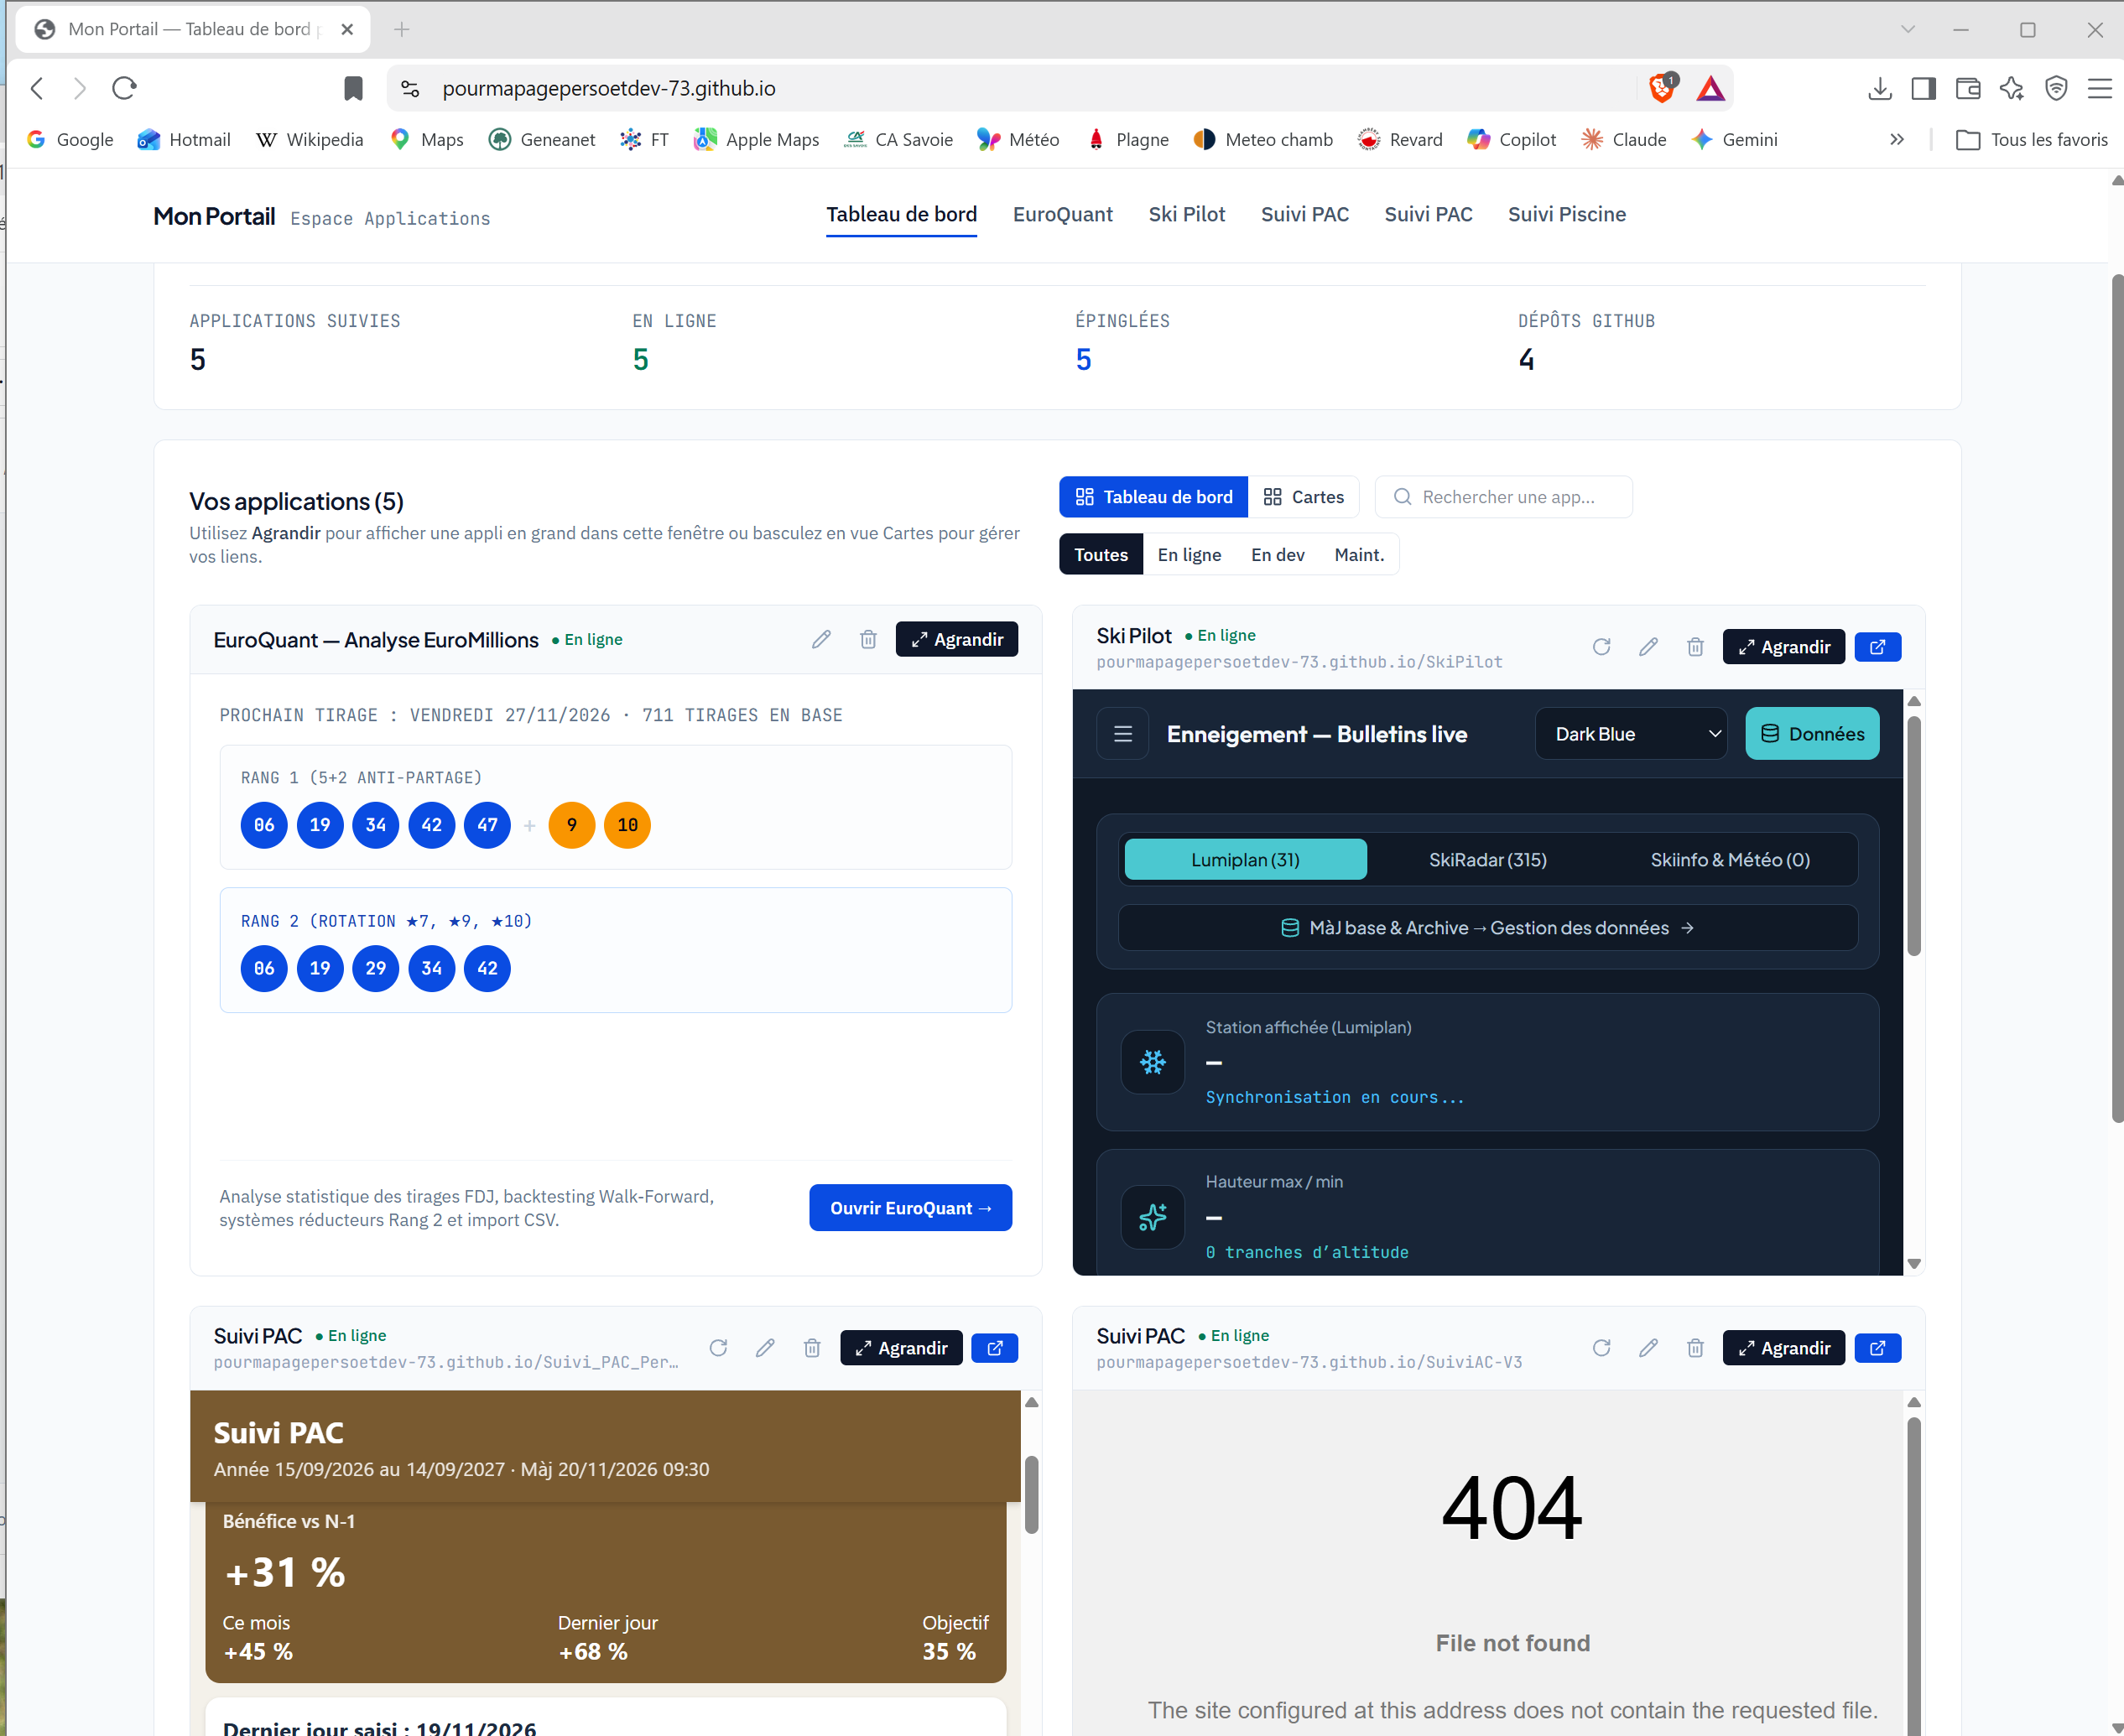 Mon Portail — Tableau de bord
pourmapagepersoetdev-73.github.io
1
Google Hotmail Wikipedia Maps Geneanet FT Apple Maps CA Savoie Météo Plagne Meteo chamb Revard Copilot Claude Gemini » Tous les favoris
Mon Portail Espace Applications
Tableau de bord EuroQuant Ski Pilot Suivi PAC Suivi PAC Suivi Piscine
APPLICATIONS SUIVIES
5
EN LIGNE
5
ÉPINGLÉES
5
DÉPÔTS GITHUB
4
Vos applications (5)
Utilisez Agrandir pour afficher une appli en grand dans cette fenêtre ou basculez en vue Cartes pour gérer
vos liens.
Tableau de bord Cartes Rechercher une app...
Toutes En ligne En dev Maint.
EuroQuant — Analyse EuroMillions ● En ligne Agrandir
PROCHAIN TIRAGE : VENDREDI 27/11/2026 · 711 TIRAGES EN BASE
RANG 1 (5+2 ANTI-PARTAGE)
06 19 34 42 47 + 9 10
RANG 2 (ROTATION ★7, ★9, ★10)
06 19 29 34 42
Analyse statistique des tirages FDJ, backtesting Walk-Forward,
systèmes réducteurs Rang 2 et import CSV.
Ouvrir EuroQuant →
Ski Pilot ● En ligne
pourmapagepersoetdev-73.github.io/SkiPilot
Agrandir
Enneigement — Bulletins live Dark Blue Données
Lumiplan (31) SkiRadar (315) Skiinfo & Météo (0)
MàJ base & Archive → Gestion des données →
Station affichée (Lumiplan)
—
Synchronisation en cours...
Hauteur max / min
—
0 tranches d’altitude
Suivi PAC ● En ligne
pourmapagepersoetdev-73.github.io/Suivi_PAC_Per…
Agrandir
Suivi PAC
Année 15/09/2026 au 14/09/2027 · Màj 20/11/2026 09:30
Bénéfice vs N-1
+31 %
Ce mois Dernier jour Objectif
+45 % +68 % 35 %
Dernier jour saisi : 19/11/2026
Suivi PAC ● En ligne
pourmapagepersoetdev-73.github.io/SuiviAC-V3
Agrandir
404
File not found
The site configured at this address does not contain the requested file.